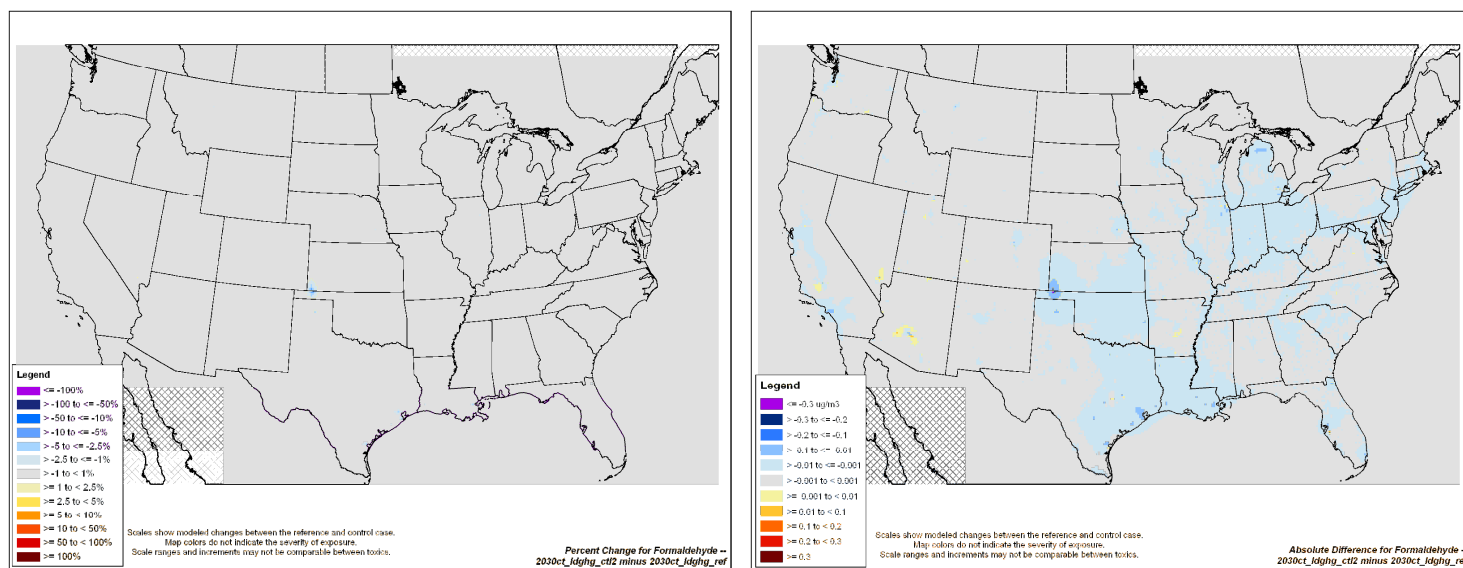 Legend
<= -100%
> -100 to <= -50%
> -50 to <= -10%
> -10 to <= -5%
> -5 to <= -2.5%
> -2.5 to <= -1%
> -1 to < 1%
>= 1 to < 2.5%
>= 2.5 to < 5%
>= 5 to < 10%
>= 10 to < 50%
>= 50 to < 100%
>= 100%
Scales show modeled changes between the reference and control case.
Map colors do not indicate the severity of exposure.
Scale ranges and increments may not be comparable between toxics.
Percent Change for Formaldehyde --
2030ct_ldghg_ctl2 minus 2030ct_ldghg_ref
Legend
<= -0.3 ug/m3
> -0.3 to <= -0.2
> -0.2 to <= -0.1
> -0.1 to <= -0.01
> -0.01 to <= -0.001
> -0.001 to < 0.001
>= 0.001 to < 0.01
>= 0.01 to < 0.1
>= 0.1 to < 0.2
>= 0.2 to < 0.3
>= 0.3
Scales show modeled changes between the reference and control case.
Map colors do not indicate the severity of exposure.
Scale ranges and increments may not be comparable between toxics.
Absolute Difference for Formaldehyde -
2030ct_ldghg_ctl2 minus 2030ct_ldghg_ref